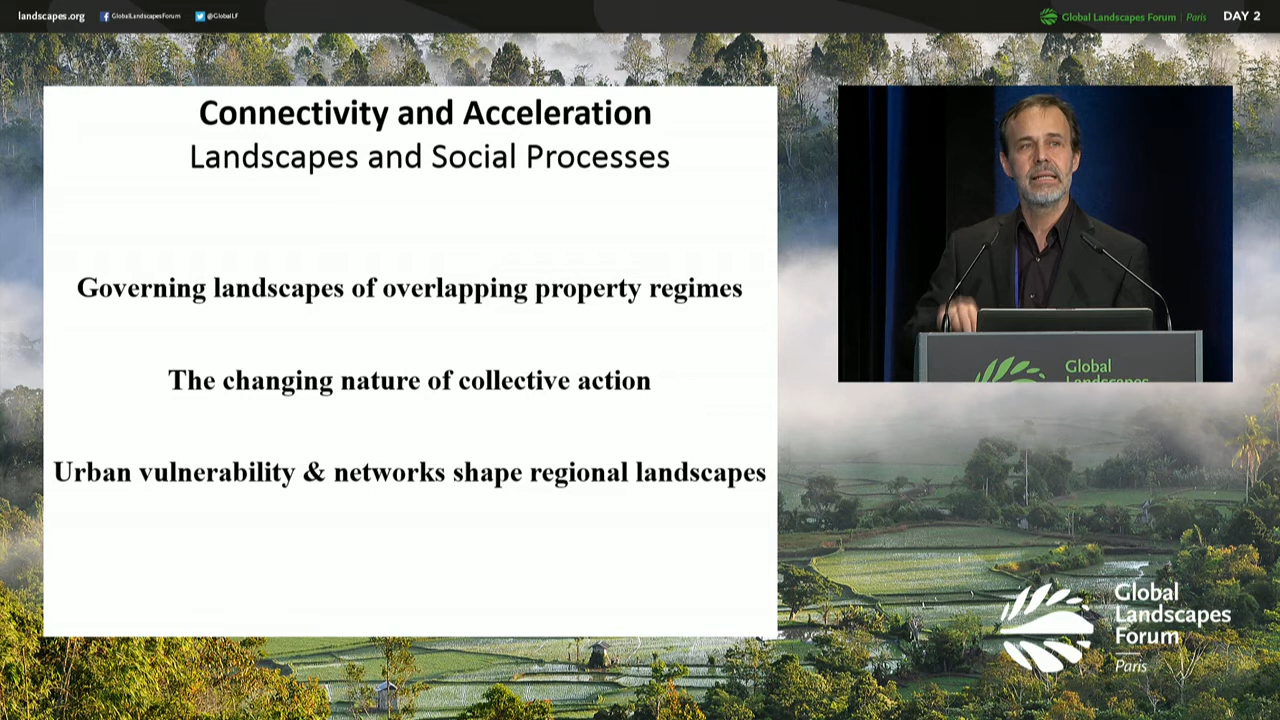 landscapes.org
GlobalLandscapesForum
@GlobalLF
Global Landscapes Forum | Paris
DAY 2
Connectivity and Acceleration
Landscapes and Social Processes
Governing landscapes of overlapping property regimes
The changing nature of collective action
Urban vulnerability & networks shape regional landscapes
Global
Landscapes
Global
Landscapes
Forum
Paris